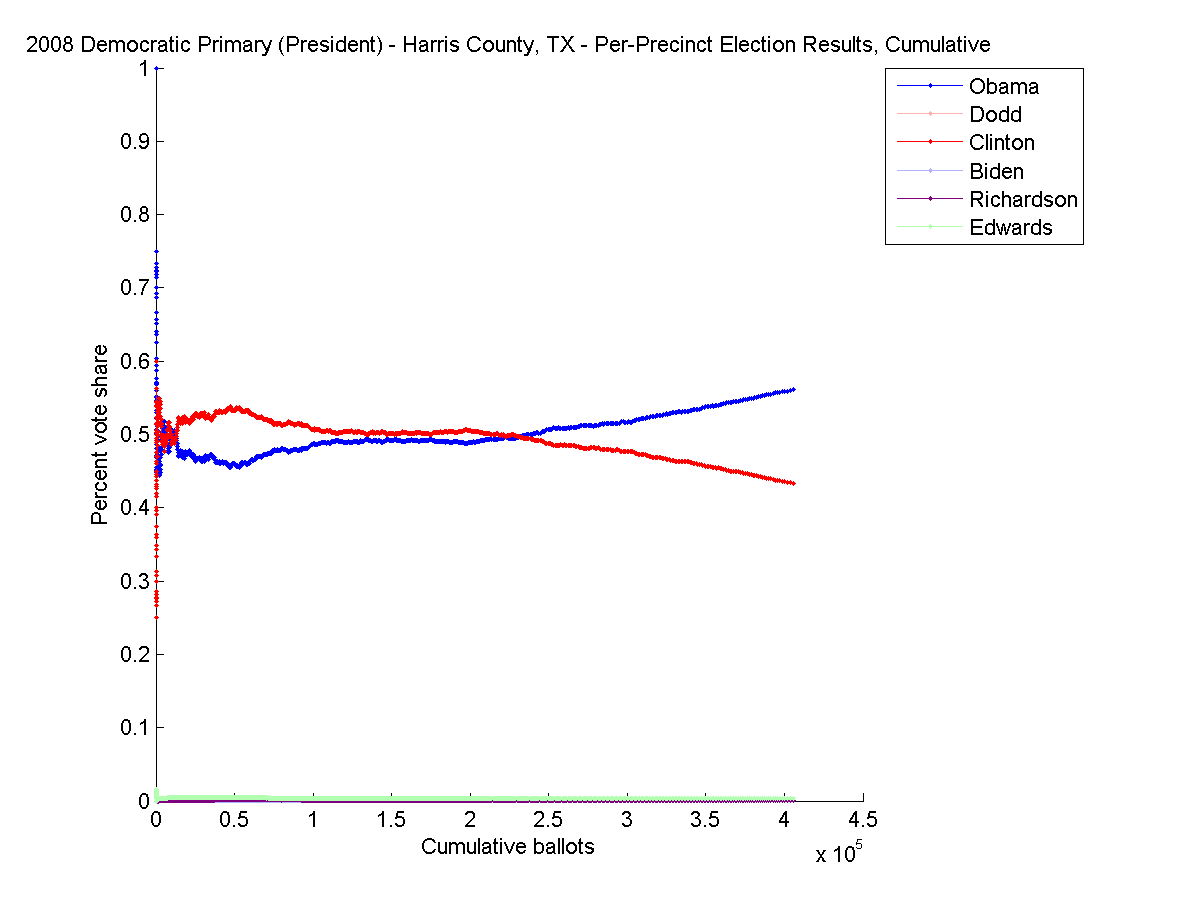 2008 Democratic Primary (President) - Harris County, TX - Per-Precinct Election Results, Cumulative
Obama
Dodd
Clinton
Biden
Richardson
Edwards
Percent vote share
1
0.9
0.8
0.7
0.6
0.5
0.4
0.3
0.2
0.1
0
0 0.5 1 1.5 2 2.5 3 3.5 4 4.5
x 10^5
Cumulative ballots